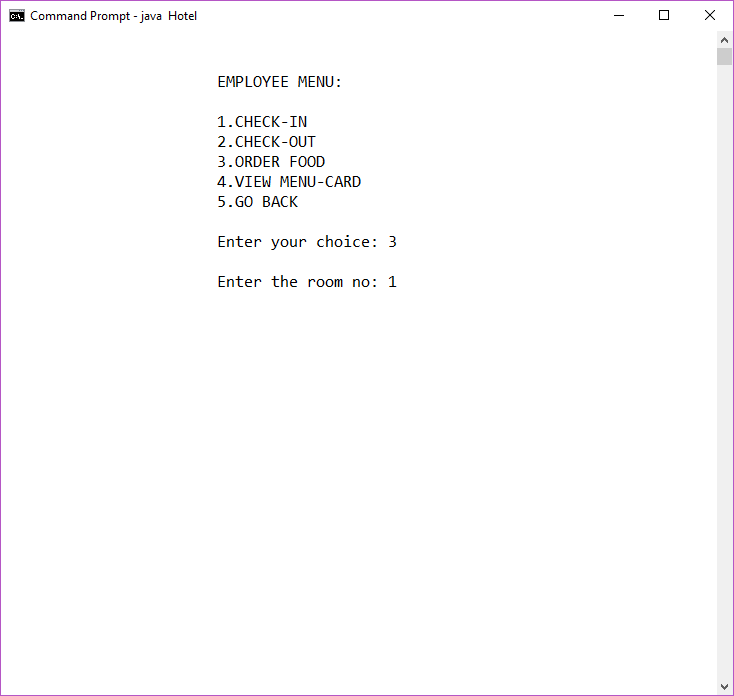 Command Prompt - java  Hotel
EMPLOYEE MENU:
1.CHECK-IN
2.CHECK-OUT
3.ORDER FOOD
4.VIEW MENU-CARD
5.GO BACK
Enter your choice: 3
Enter the room no: 1